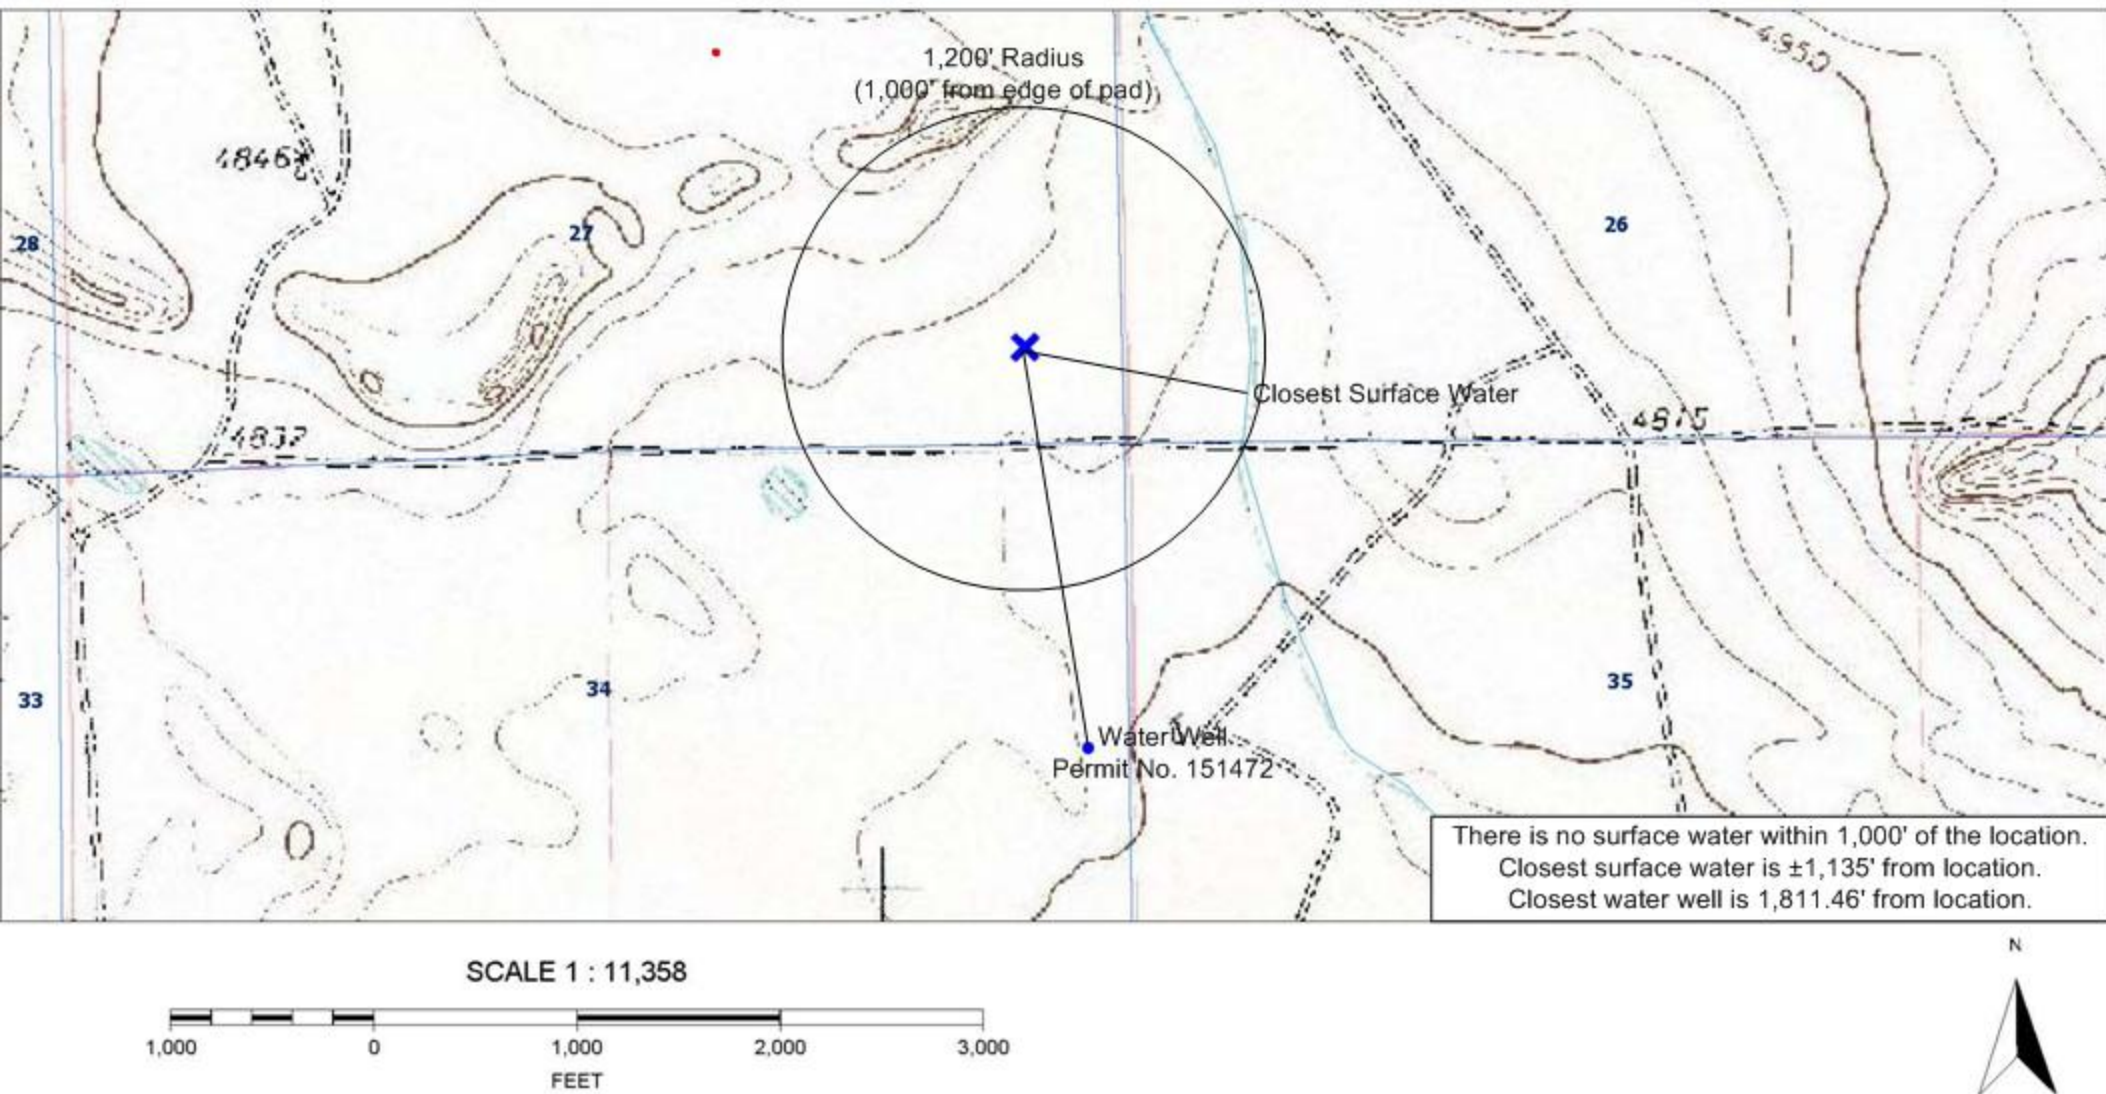 4950
1,200' Radius
(1,000' from edge of pad)
4846
28
27
26
Closest Surface Water
4815
4832
33
34
35
Water Well
Permit No. 151472
There is no surface water within 1,000' of the location.
Closest surface water is ±1,135' from location.
Closest water well is 1,811.46' from location.
N
SCALE 1 : 11,358
1,000 0 1,000 2,000 3,000
FEET